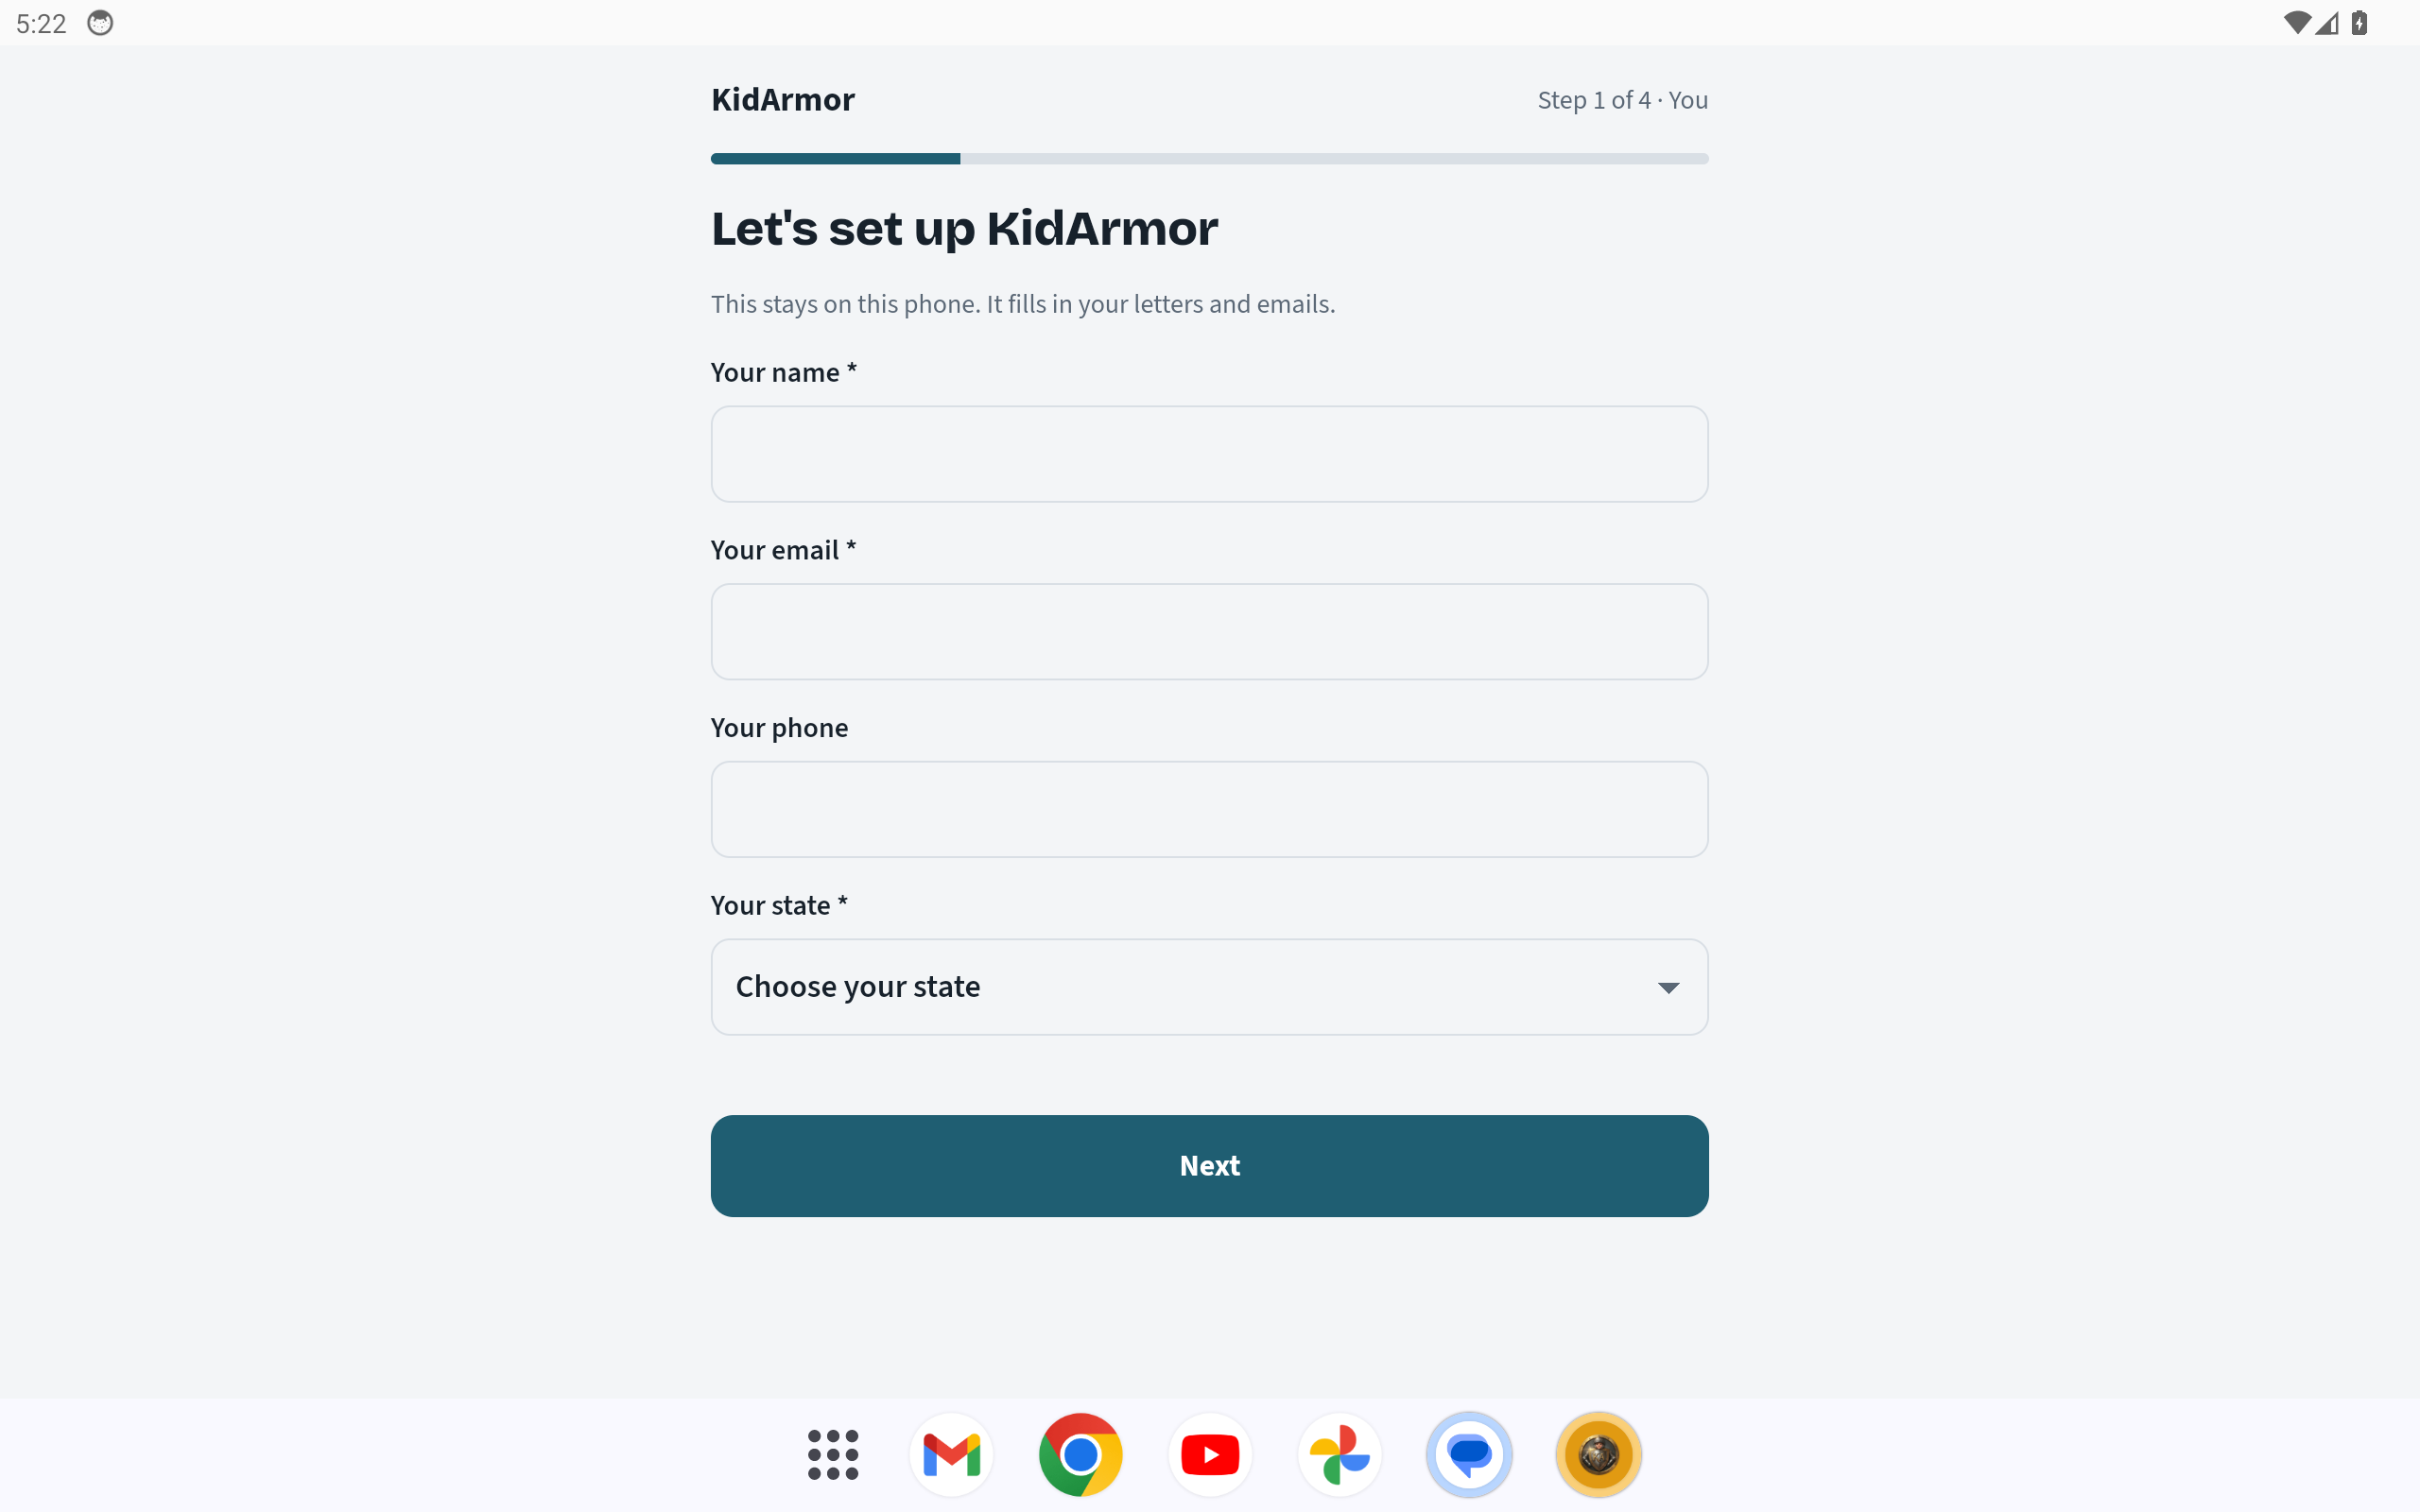 5:22
KidArmor
Step 1 of 4 · You
Let's set up KidArmor
This stays on this phone. It fills in your letters and emails.
Your name *
Your email *
Your phone
Your state *
Choose your state
Next